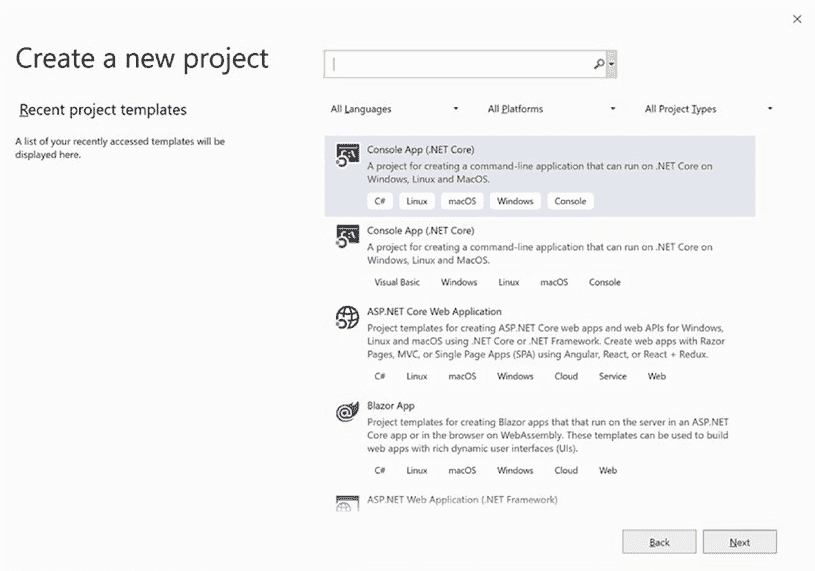 Create a new project
Recent project templates
A list of your recently accessed templates will be
displayed here.
All Languages
All Platforms
All Project Types
Console App (.NET Core)
A project for creating a command-line application that can run on .NET Core on
Windows, Linux and MacOS.
C# Linux macOS Windows Console
Console App (.NET Core)
A project for creating a command-line application that can run on .NET Core on
Windows, Linux and MacOS.
Visual Basic Windows Linux macOS Console
ASP.NET Core Web Application
Project templates for creating ASP.NET Core web apps and web APIs for Windows,
Linux and macOS using .NET Core or .NET Framework. Create web apps with Razor
Pages, MVC, or Single Page Apps (SPA) using Angular, React, or React + Redux.
C# Linux macOS Windows Cloud Service Web
Blazor App
Project templates for creating Blazor apps that that run on the server in an ASP.NET
Core app or in the browser on WebAssembly. These templates can be used to build
web apps with rich dynamic user interfaces (UIs).
C# Linux macOS Windows Cloud Web
ASP.NET Web Application (.NET Framework)
Back Next